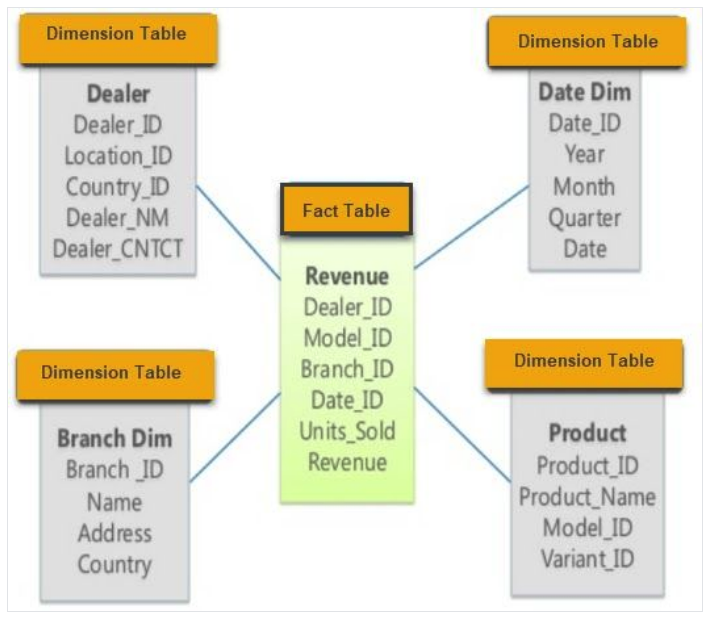 Dimension Table
Dealer
Dealer_ID
Location_ID
Country_ID
Dealer_NM
Dealer_CNTCT
Dimension Table
Date Dim
Date_ID
Year
Month
Quarter
Date
Fact Table
Revenue
Dealer_ID
Model_ID
Branch_ID
Date_ID
Units_Sold
Revenue
Dimension Table
Branch Dim
Branch _ID
Name
Address
Country
Dimension Table
Product
Product_ID
Product_Name
Model_ID
Variant_ID